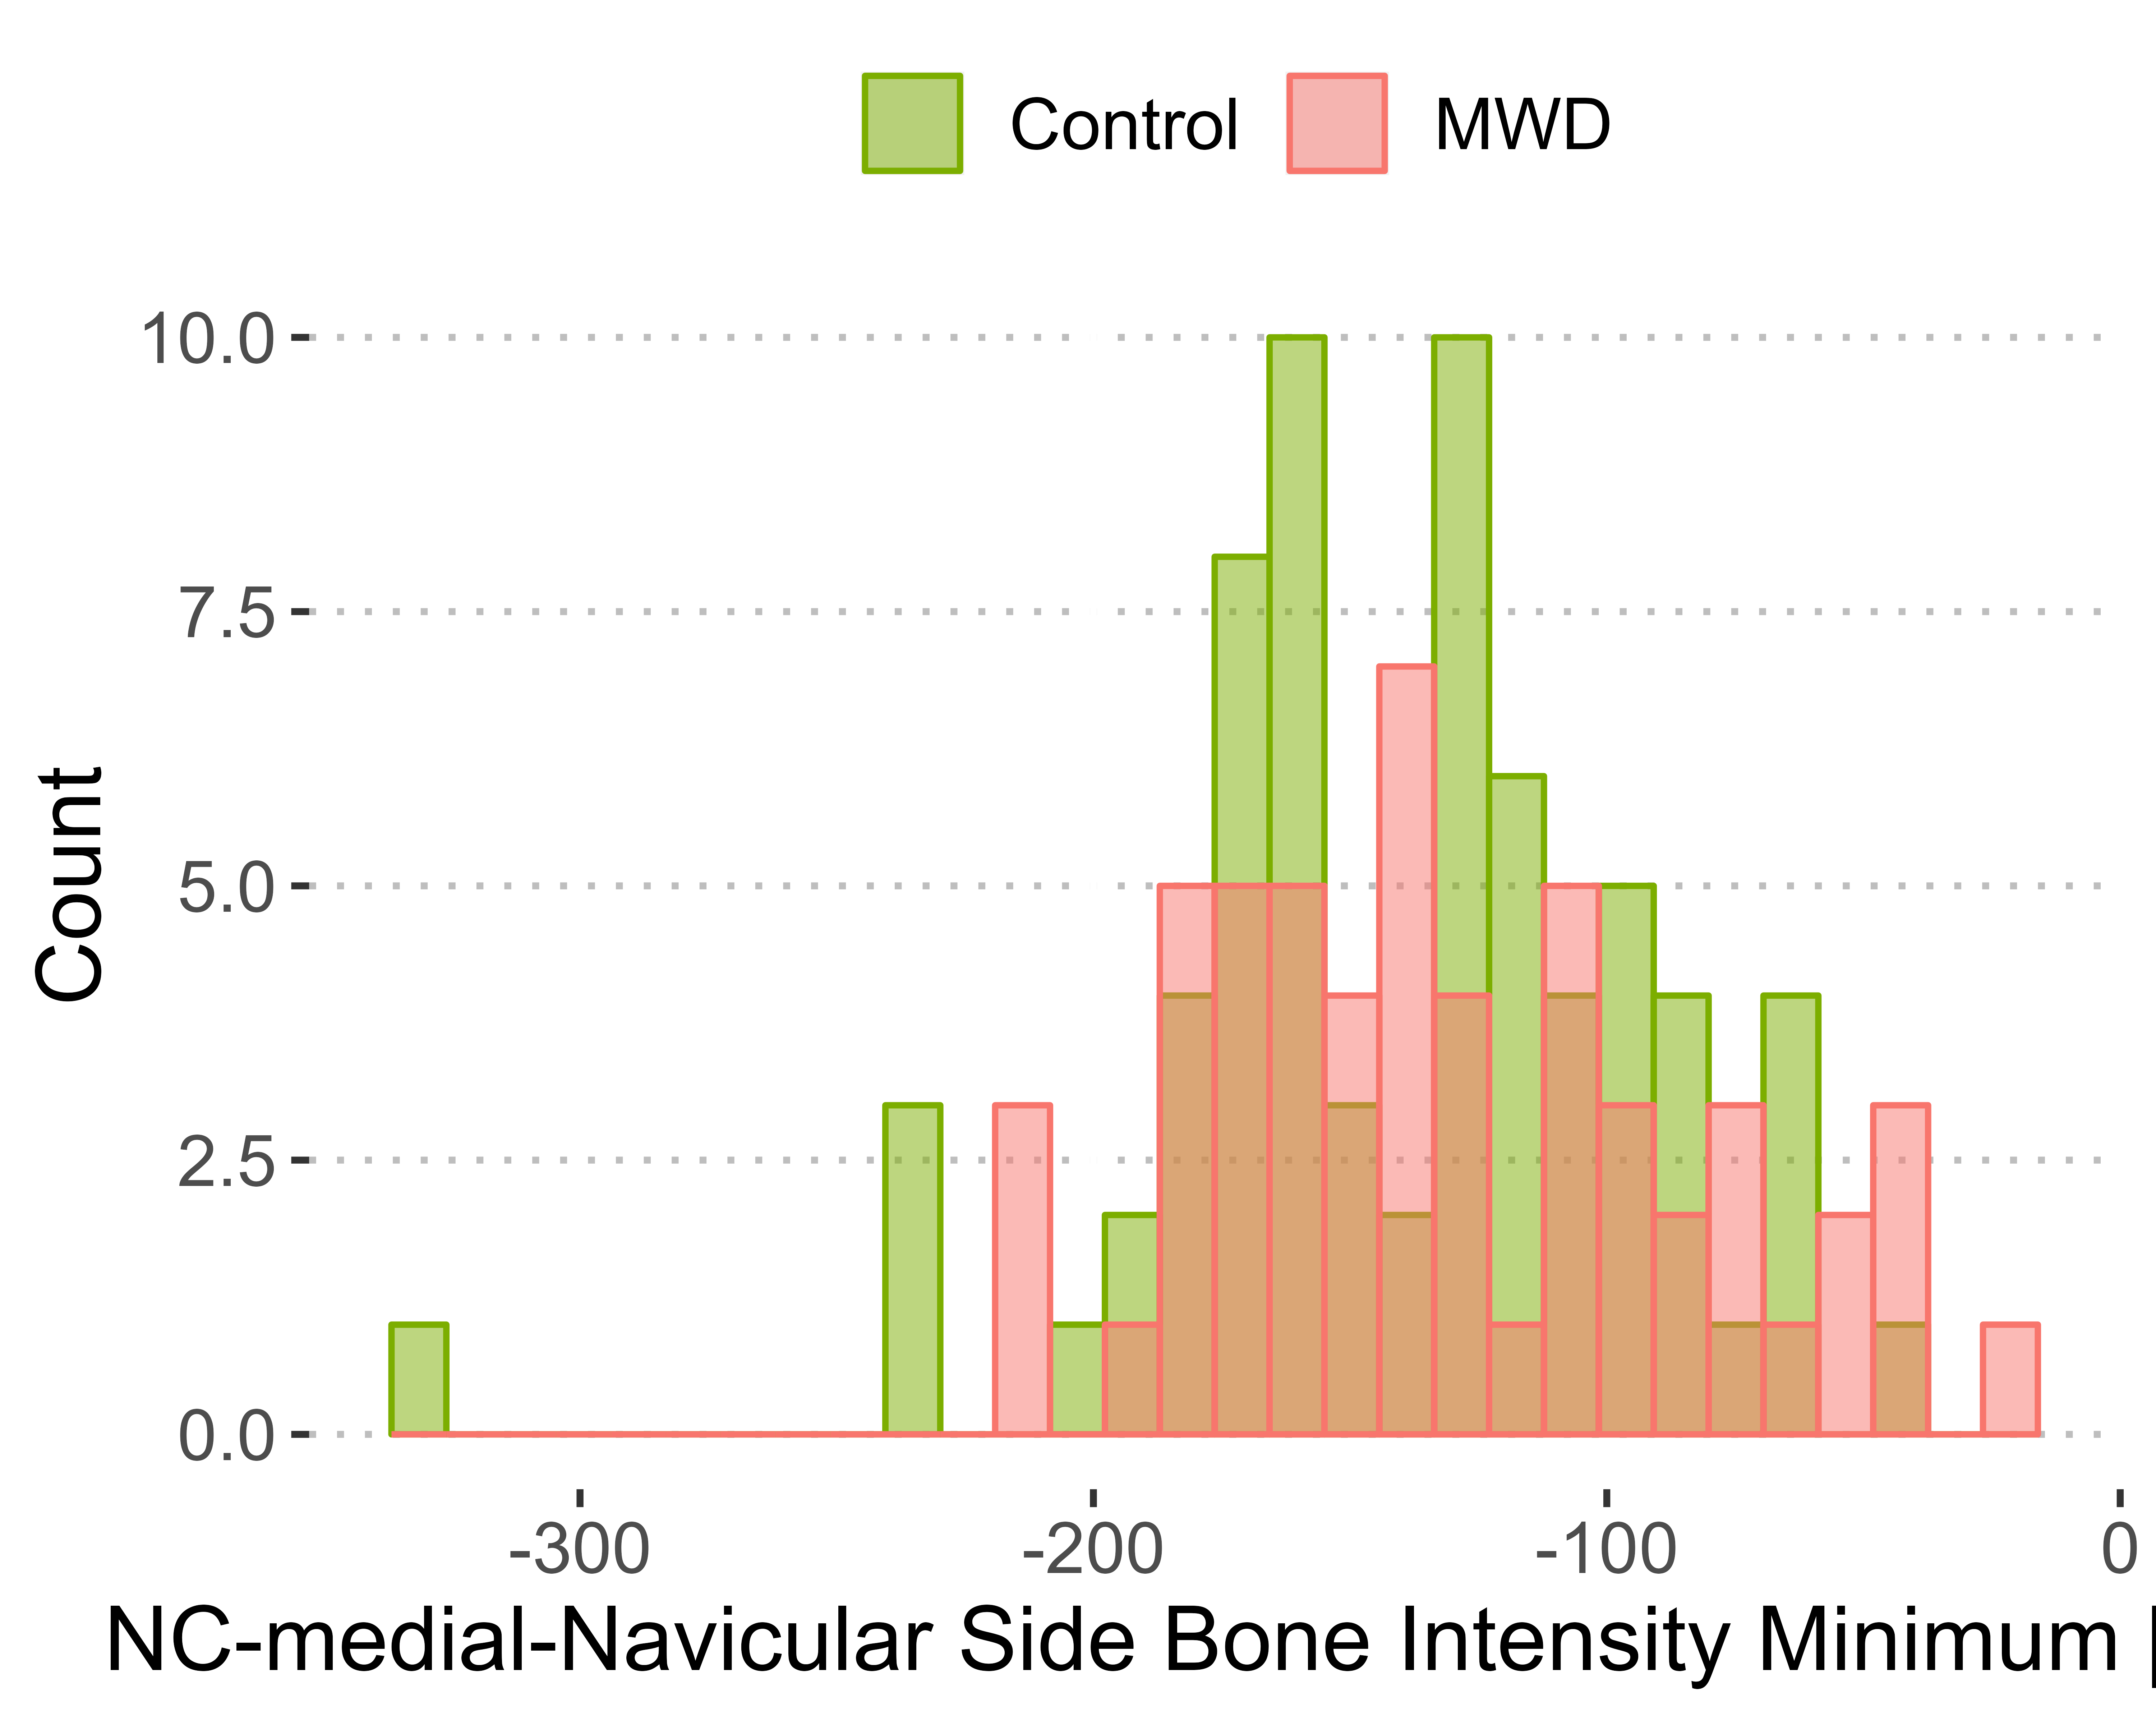 Control MWD
10.0
7.5
5.0
2.5
0.0
Count
-300 -200 -100 0
NC-medial-Navicular Side Bone Intensity Minimum